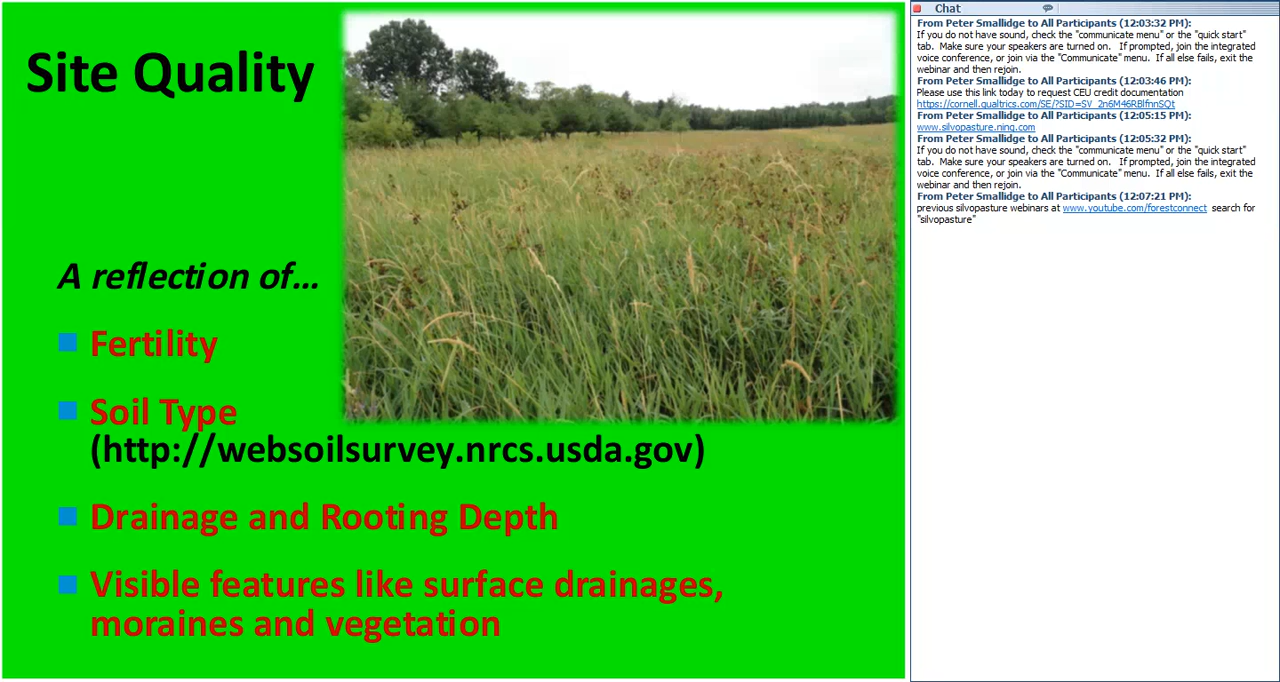 Site Quality
A reflection of...
Fertility
Soil Type
(http://websoilsurvey.nrcs.usda.gov)
Drainage and Rooting Depth
Visible features like surface drainages,
moraines and vegetation
Chat
From Peter Smallidge to All Participants (12:03:32 PM):
If you do not have sound, check the "communicate menu" or the "quick start"
tab. Make sure your speakers are turned on. If prompted, join the integrated
voice conference, or join via the "Communicate" menu. If all else fails, exit the
webinar and then rejoin.
From Peter Smallidge to All Participants (12:03:46 PM):
Please use this link today to request CEU credit documentation
https://cornell.qualtrics.com/SE/?SID=SV_2n6M46RBlfnnSQt
From Peter Smallidge to All Participants (12:05:15 PM):
www.silvopasture.ning.com
From Peter Smallidge to All Participants (12:05:32 PM):
If you do not have sound, check the "communicate menu" or the "quick start"
tab. Make sure your speakers are turned on. If prompted, join the integrated
voice conference, or join via the "Communicate" menu. If all else fails, exit the
webinar and then rejoin.
From Peter Smallidge to All Participants (12:07:21 PM):
previous silvopasture webinars at www.youtube.com/forestconnect search for
"silvopasture"